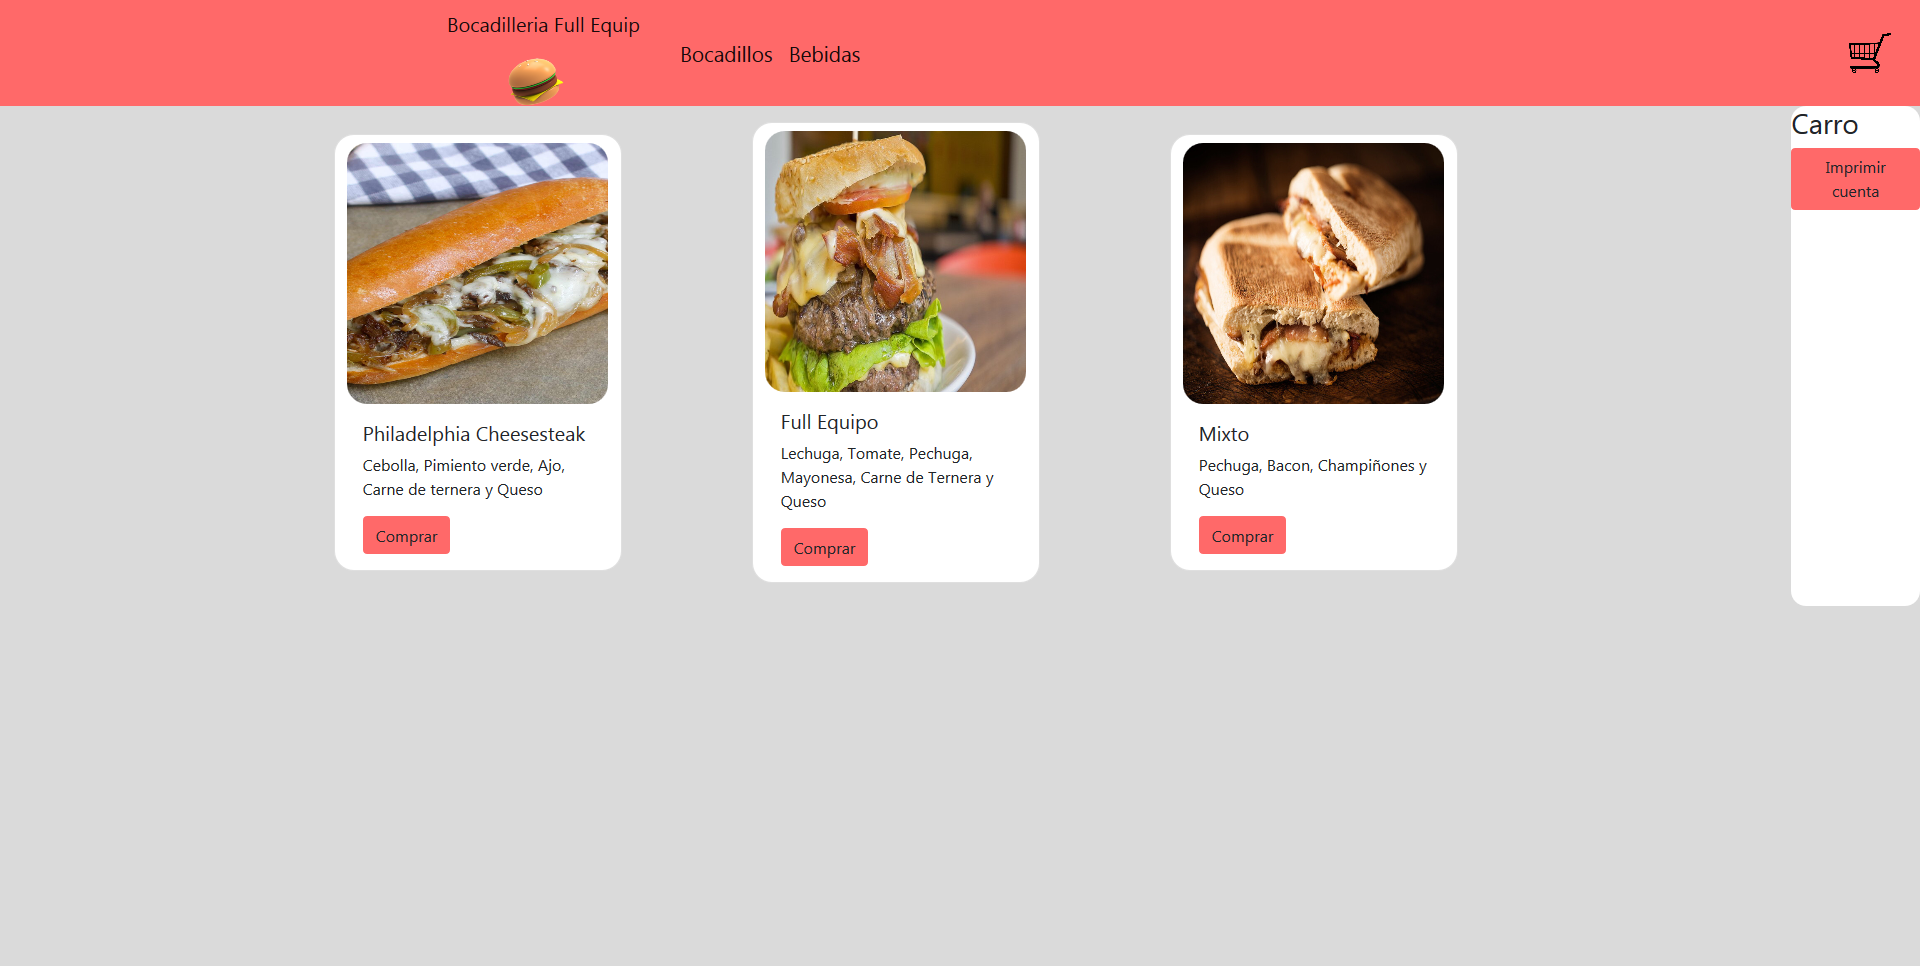 Bocadilleria Full Equip
Bocadillos Bebidas
Carro
Imprimir
cuenta
Philadelphia Cheesesteak
Cebolla, Pimiento verde, Ajo,
Carne de ternera y Queso
Comprar
Full Equipo
Lechuga, Tomate, Pechuga,
Mayonesa, Carne de Ternera y
Queso
Comprar
Mixto
Pechuga, Bacon, Champiñones y
Queso
Comprar